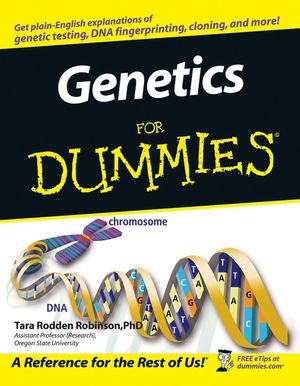 Get plain-English explanations of
genetic testing, DNA fingerprinting, cloning, and more!
Genetics
FOR
DUMMIES®
chromosome
DNA
Tara Rodden Robinson, PhD
Assistant Professor (Research),
Oregon State University
A Reference for the Rest of Us!®
FREE eTips at
dummies.com®